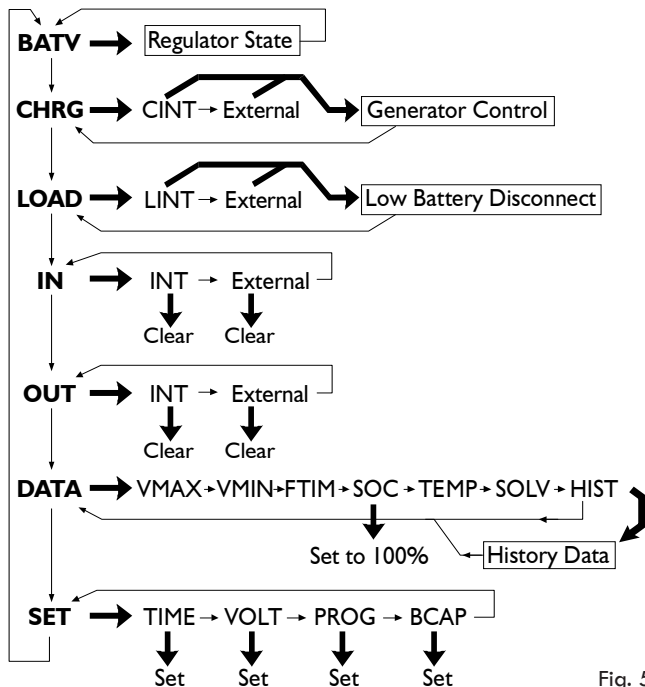 BATV Regulator State
CHRG CINT External Generator Control
LOAD LINT External Low Battery Disconnect
IN INT External
Clear Clear
OUT INT External
Clear Clear
DATA VMAX VMIN FTIM SOC TEMP SOLV HIST
Set to 100% History Data
SET TIME VOLT PROG BCAP
Set Set Set Set Fig. 5